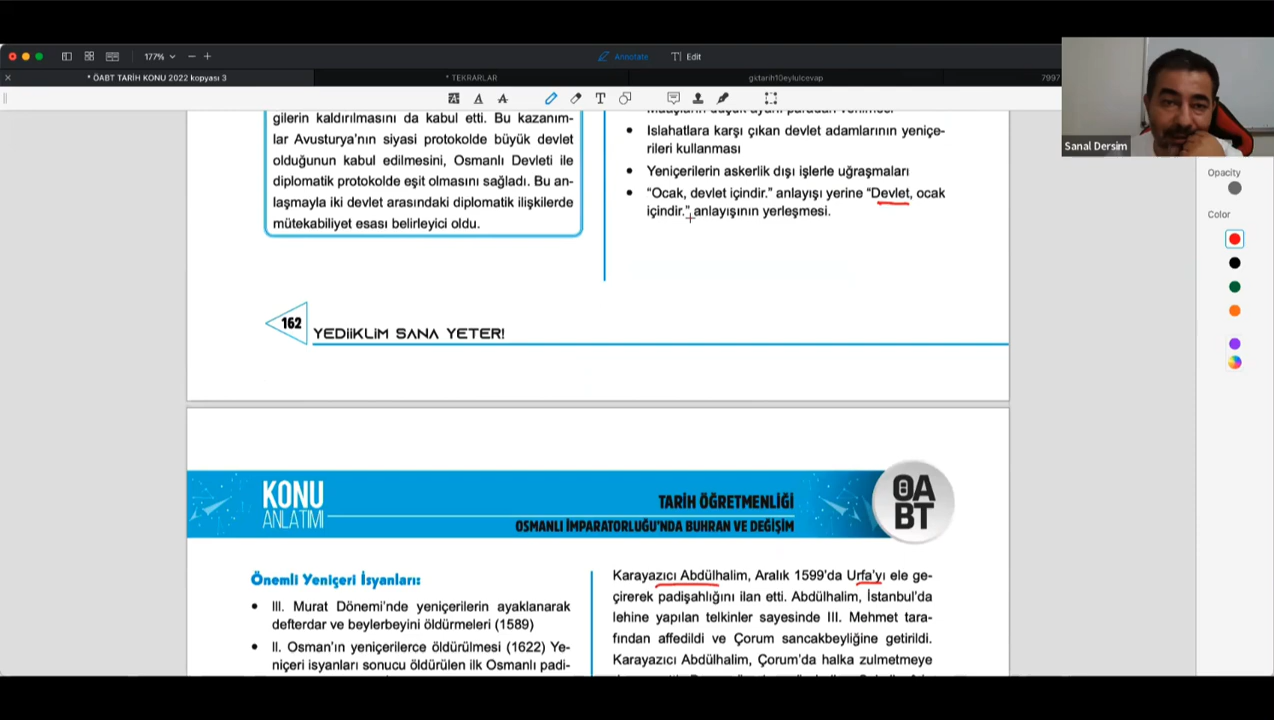 177%
Annotate
Edit
* ÖABT TARİH KONU 2022 kopyası 3
* TEKRARLAR
gktarih10eylulcevap
7997
Sanal Dersim
Opacity
Color
gilerin kaldırılmasını da kabul etti. Bu kazanım-
lar Avusturya'nın siyasi protokolde büyük devlet
olduğunun kabul edilmesini, Osmanlı Devleti ile
diplomatik protokolde eşit olmasını sağladı. Bu an-
laşmayla iki devlet arasındaki diplomatik ilişkilerde
mütekabiliyet esası belirleyici oldu.
• Islahatlara karşı çıkan devlet adamlarının yeniçe-
rileri kullanması
• Yeniçerilerin askerlik dışı işlerle uğraşmaları
• "Ocak, devlet içindir." anlayışı yerine "Devlet, ocak
içindir." anlayışının yerleşmesi.
162
YEDİİKLİM SANA YETER!
KONU
ANLATIMI
TARİH ÖĞRETMENLİĞİ
OSMANLI İMPARATORLUĞU'NDA BUHRAN VE DEĞİŞİM
ÖA
BT
Önemli Yeniçeri İsyanları:
• III. Murat Dönemi'nde yeniçerilerin ayaklanarak
defterdar ve beylerbeyini öldürmeleri (1589)
• II. Osman'ın yeniçerilerce öldürülmesi (1622) Ye-
niçeri isyanları sonucu öldürülen ilk Osmanlı padi-
Karayazıcı Abdülhalim, Aralık 1599'da Urfa'yı ele ge-
çirerek padişahlığını ilan etti. Abdülhalim, İstanbul'da
lehine yapılan telkinler sayesinde III. Mehmet tara-
fından affedildi ve Çorum sancakbeyliğine getirildi.
Karayazıcı Abdülhalim, Çorum'da halka zulmetmeye